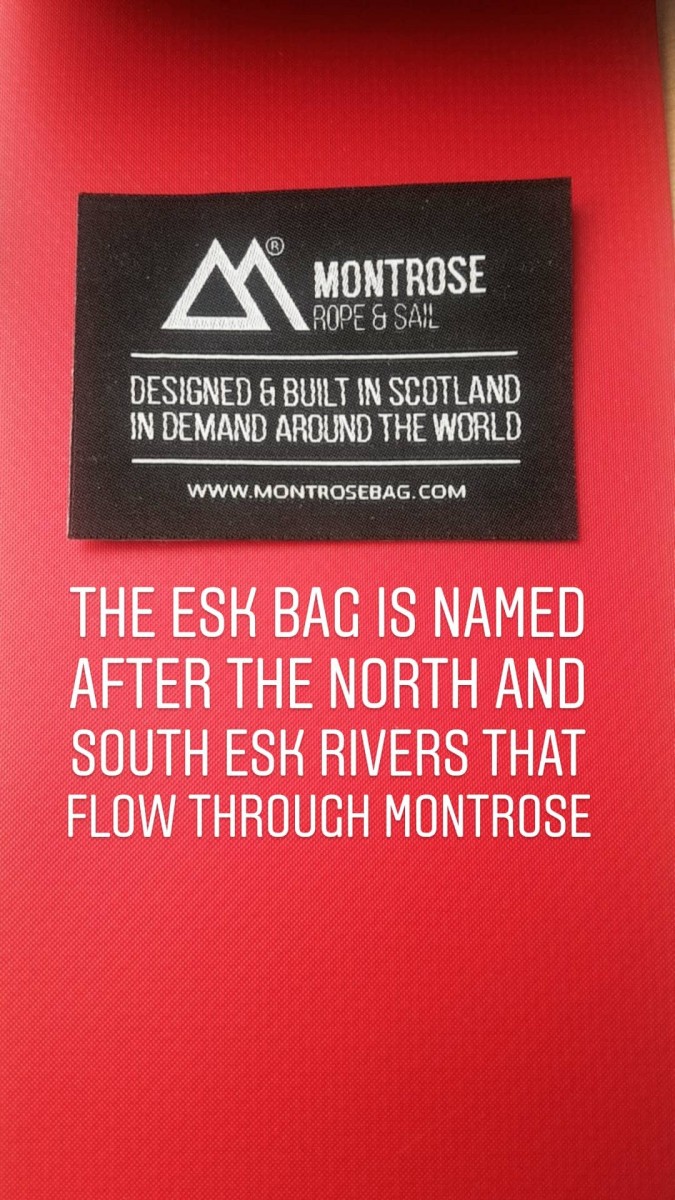 ®
MONTROSE
ROPE & SAIL
DESIGNED & BUILT IN SCOTLAND
IN DEMAND AROUND THE WORLD
WWW.MONTROSEBAG.COM
THE ESK BAG IS NAMED
AFTER THE NORTH AND
SOUTH ESK RIVERS THAT
FLOW THROUGH MONTROSE